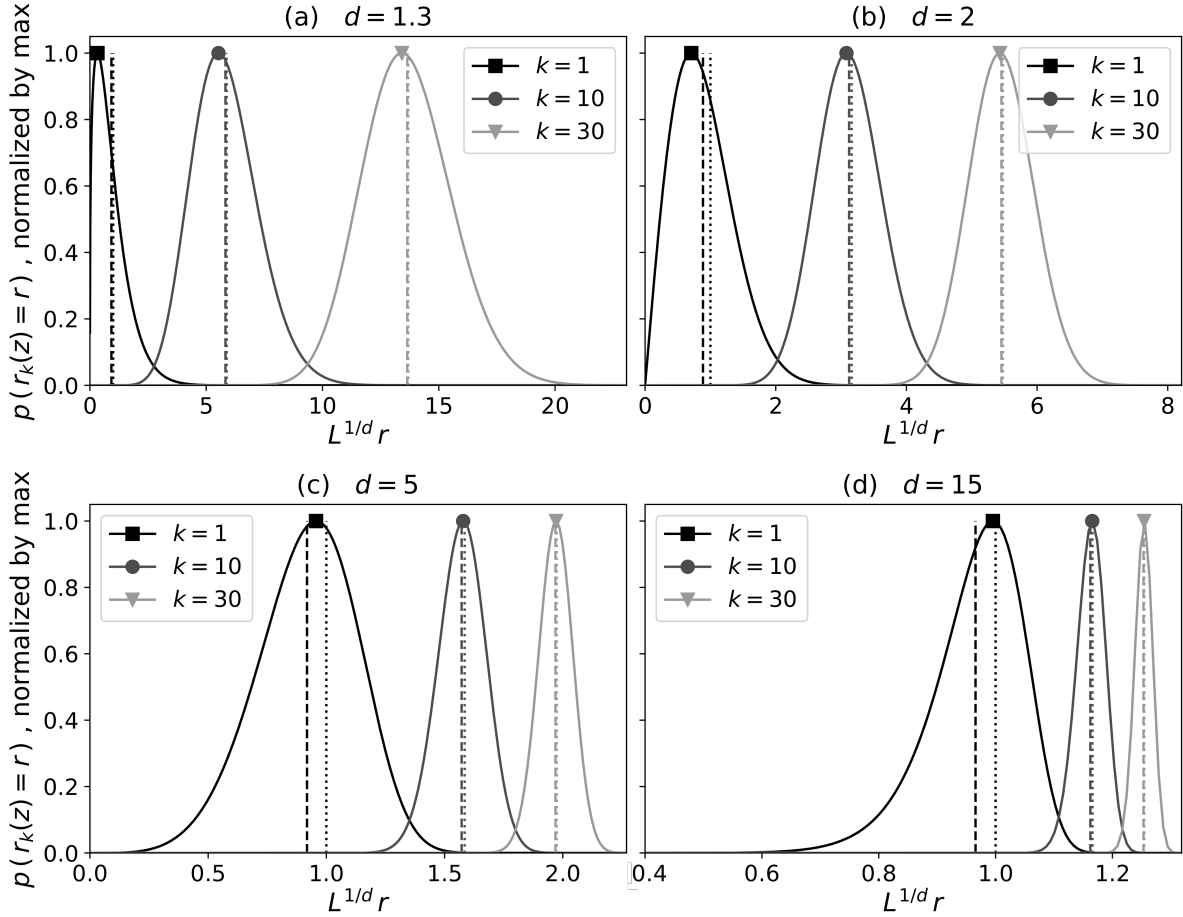 (a) d = 1.3
p ( r_k(z) = r ) , normalized by max
1.0
0.8
0.6
0.4
0.2
0.0
k = 1
k = 10
k = 30
0 5 10 15 20
L^{1/d} r
(b) d = 2
k = 1
k = 10
k = 30
0 2 4 6 8
L^{1/d} r
(c) d = 5
p ( r_k(z) = r ) , normalized by max
1.0
0.8
0.6
0.4
0.2
0.0
k = 1
k = 10
k = 30
0.0 0.5 1.0 1.5 2.0
L^{1/d} r
(d) d = 15
k = 1
k = 10
k = 30
0.4 0.6 0.8 1.0 1.2
L^{1/d} r